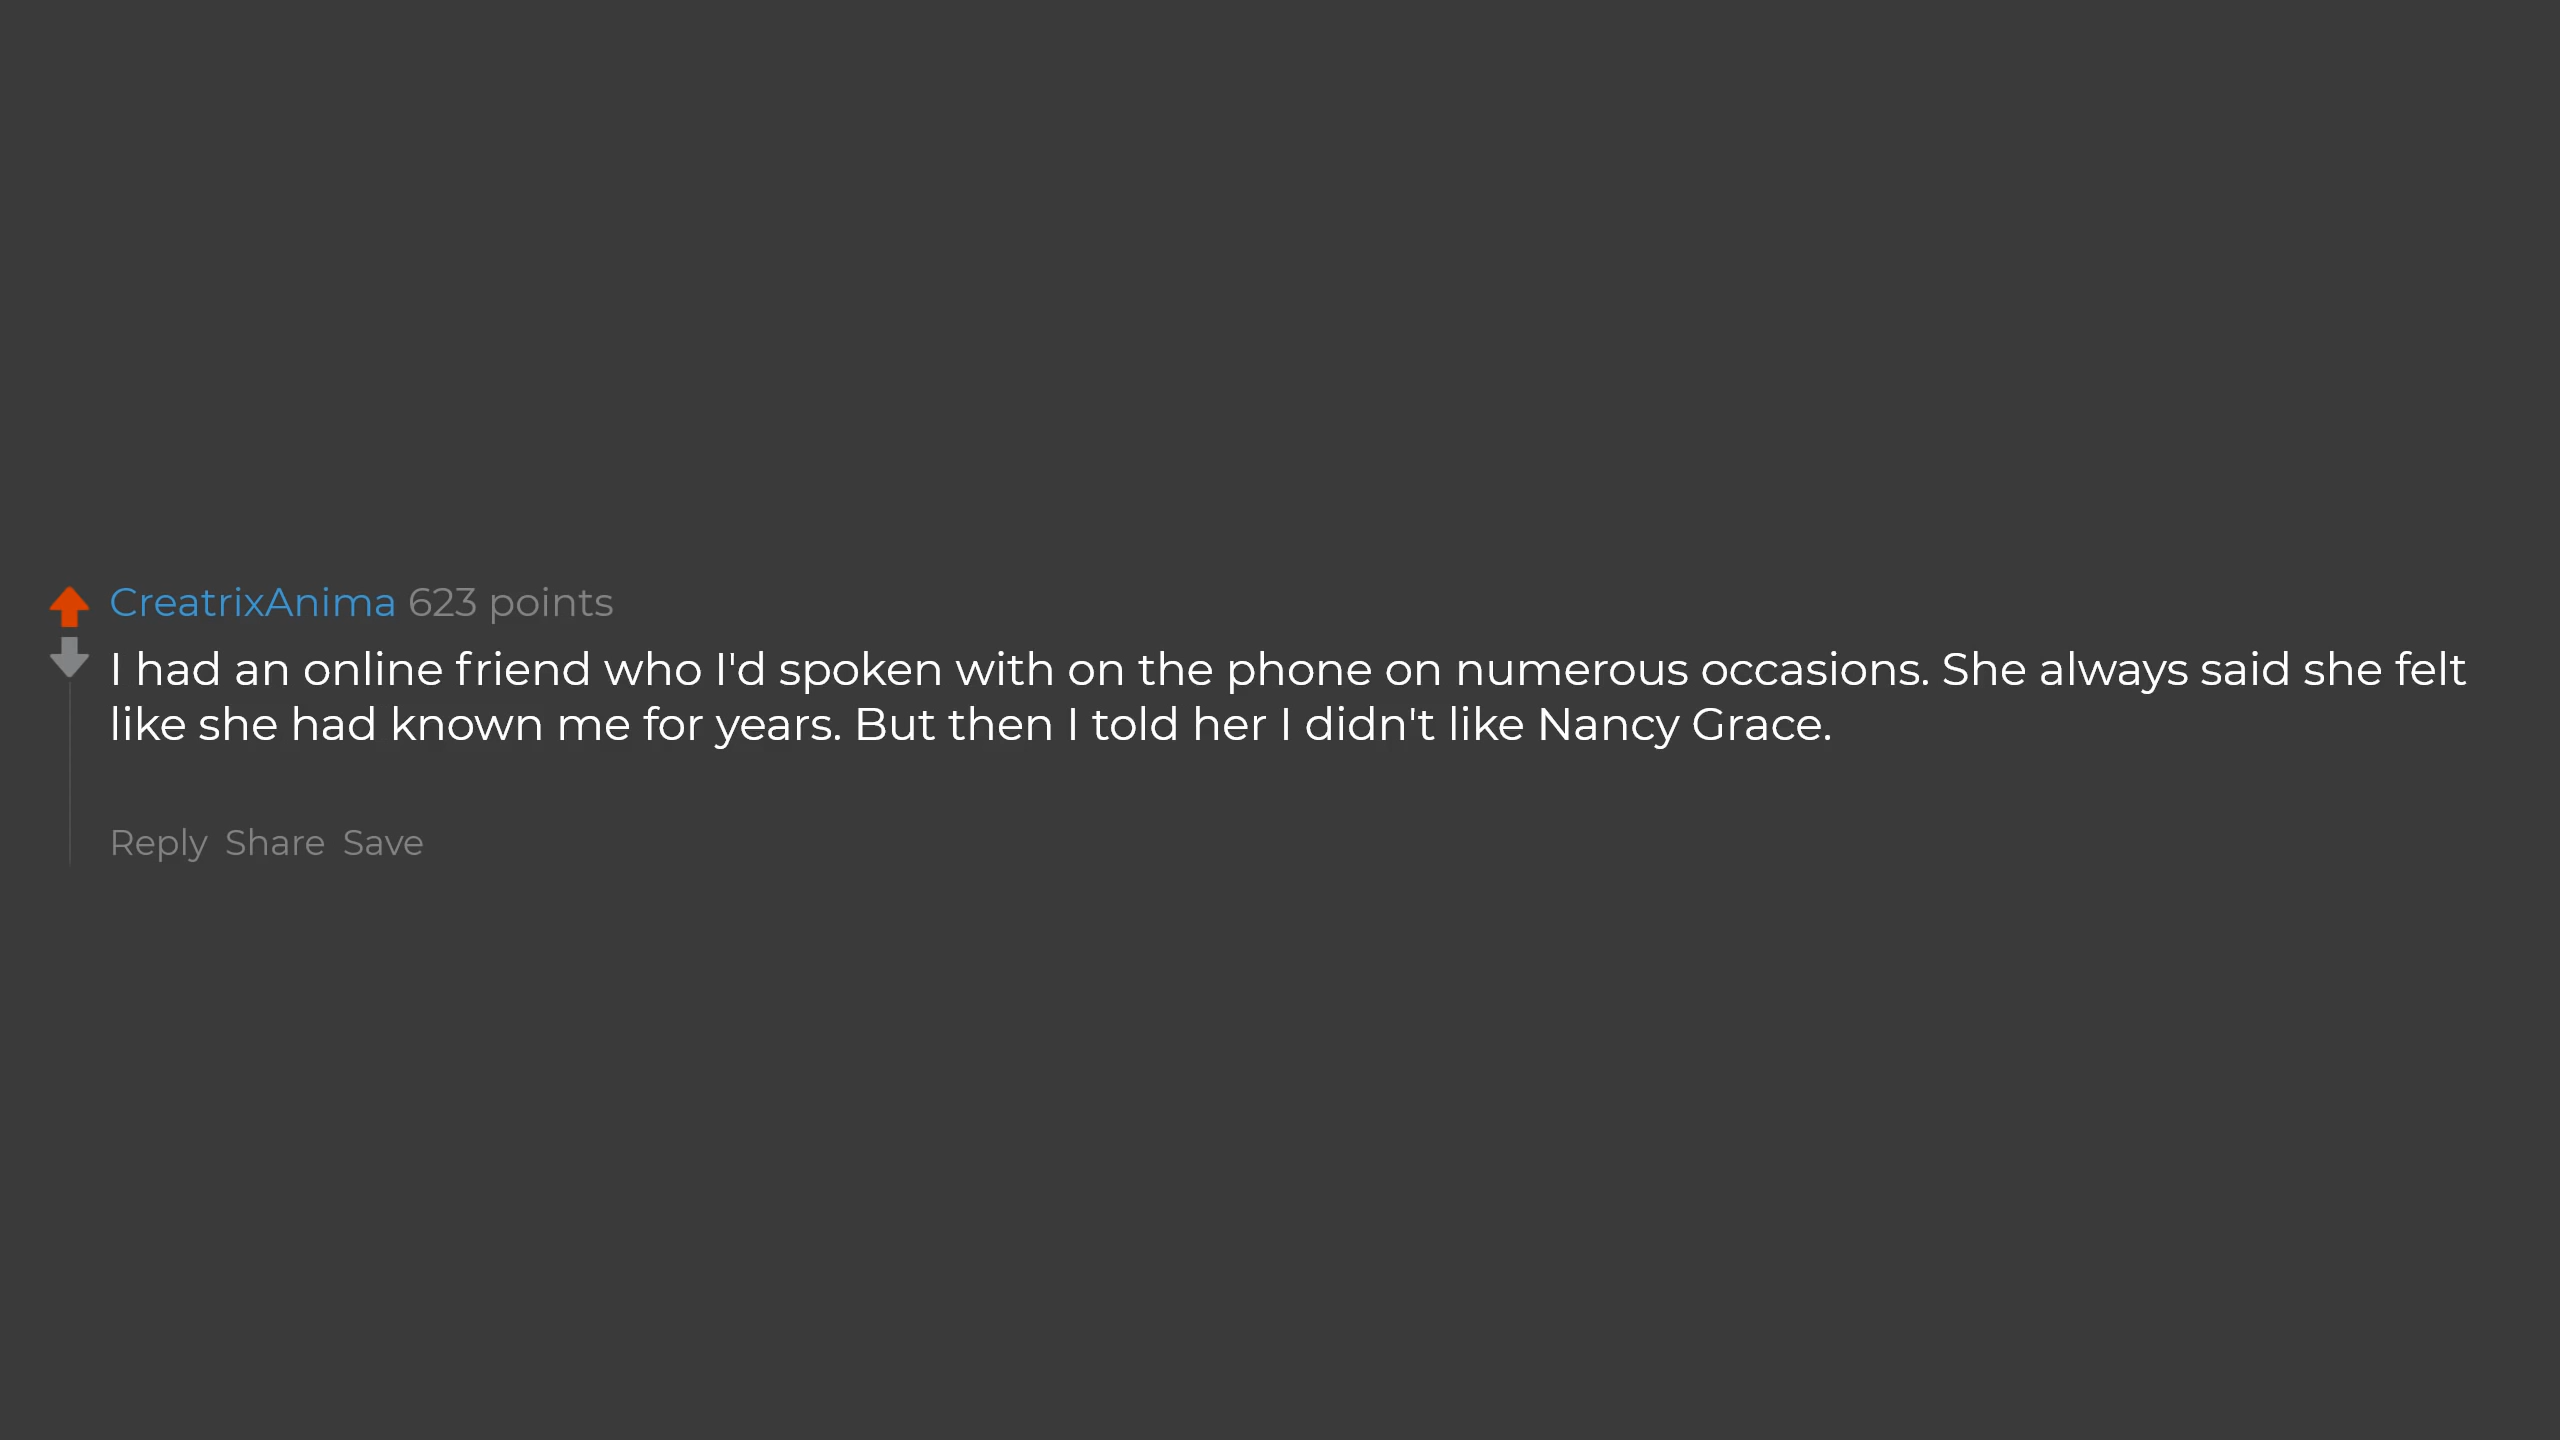 CreatrixAnima 623 points
I had an online friend who I'd spoken with on the phone on numerous occasions. She always said she felt
like she had known me for years. But then I told her I didn't like Nancy Grace.
Reply Share Save